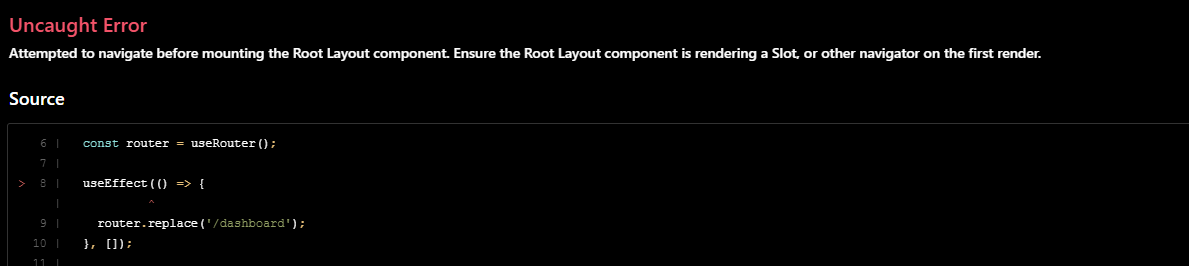 Uncaught Error
Attempted to navigate before mounting the Root Layout component. Ensure the Root Layout component is rendering a Slot, or other navigator on the first render.
Source
6 | const router = useRouter();
7 |
> 8 | useEffect(() => {
| ^
9 | router.replace('/dashboard');
10 | }, []);
11 |